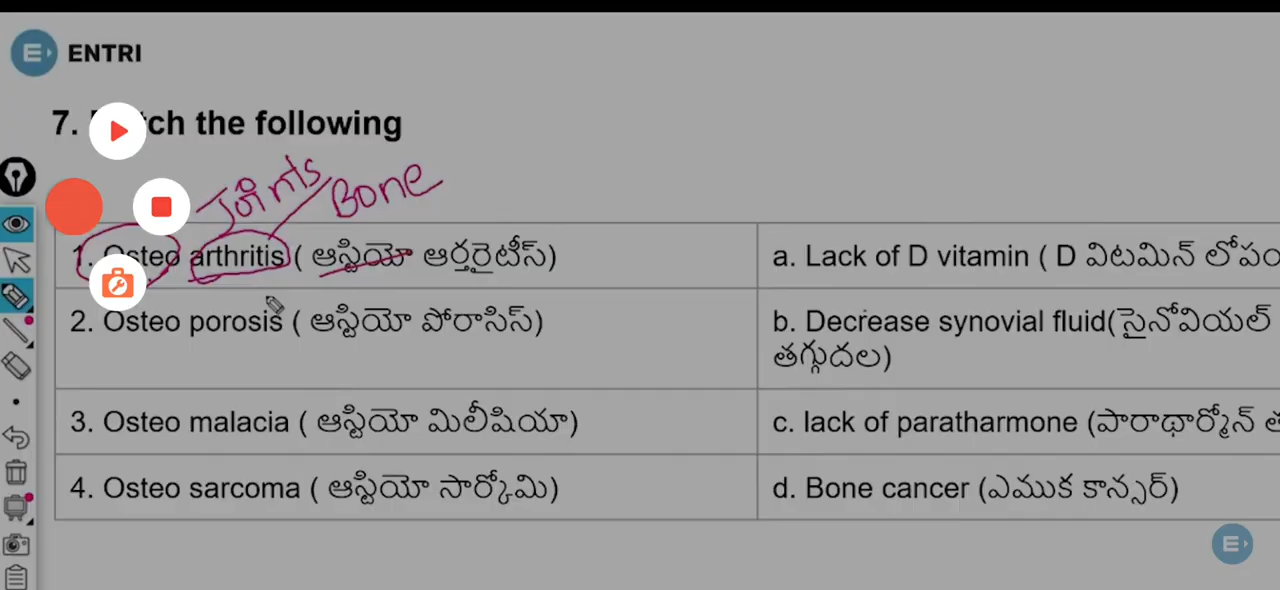 ENTRI
7. tch the following
Joints
Bone
1. Osteo arthritis ( ఆస్టియో ఆర్తరైటీస్)
a. Lack of D vitamin ( D విటమిన్ లోపం
2. Osteo porosis ( ఆస్టియో పోరాసిస్)
b. Decrease synovial fluid(సైనోవియల్
తగ్గుదల)
3. Osteo malacia ( ఆస్టియో మిలీషియా)
c. lack of paratharmone (పారాథార్మోన్ త
4. Osteo sarcoma ( ఆస్టియో సార్కోమి)
d. Bone cancer (ఎముక కాన్సర్)